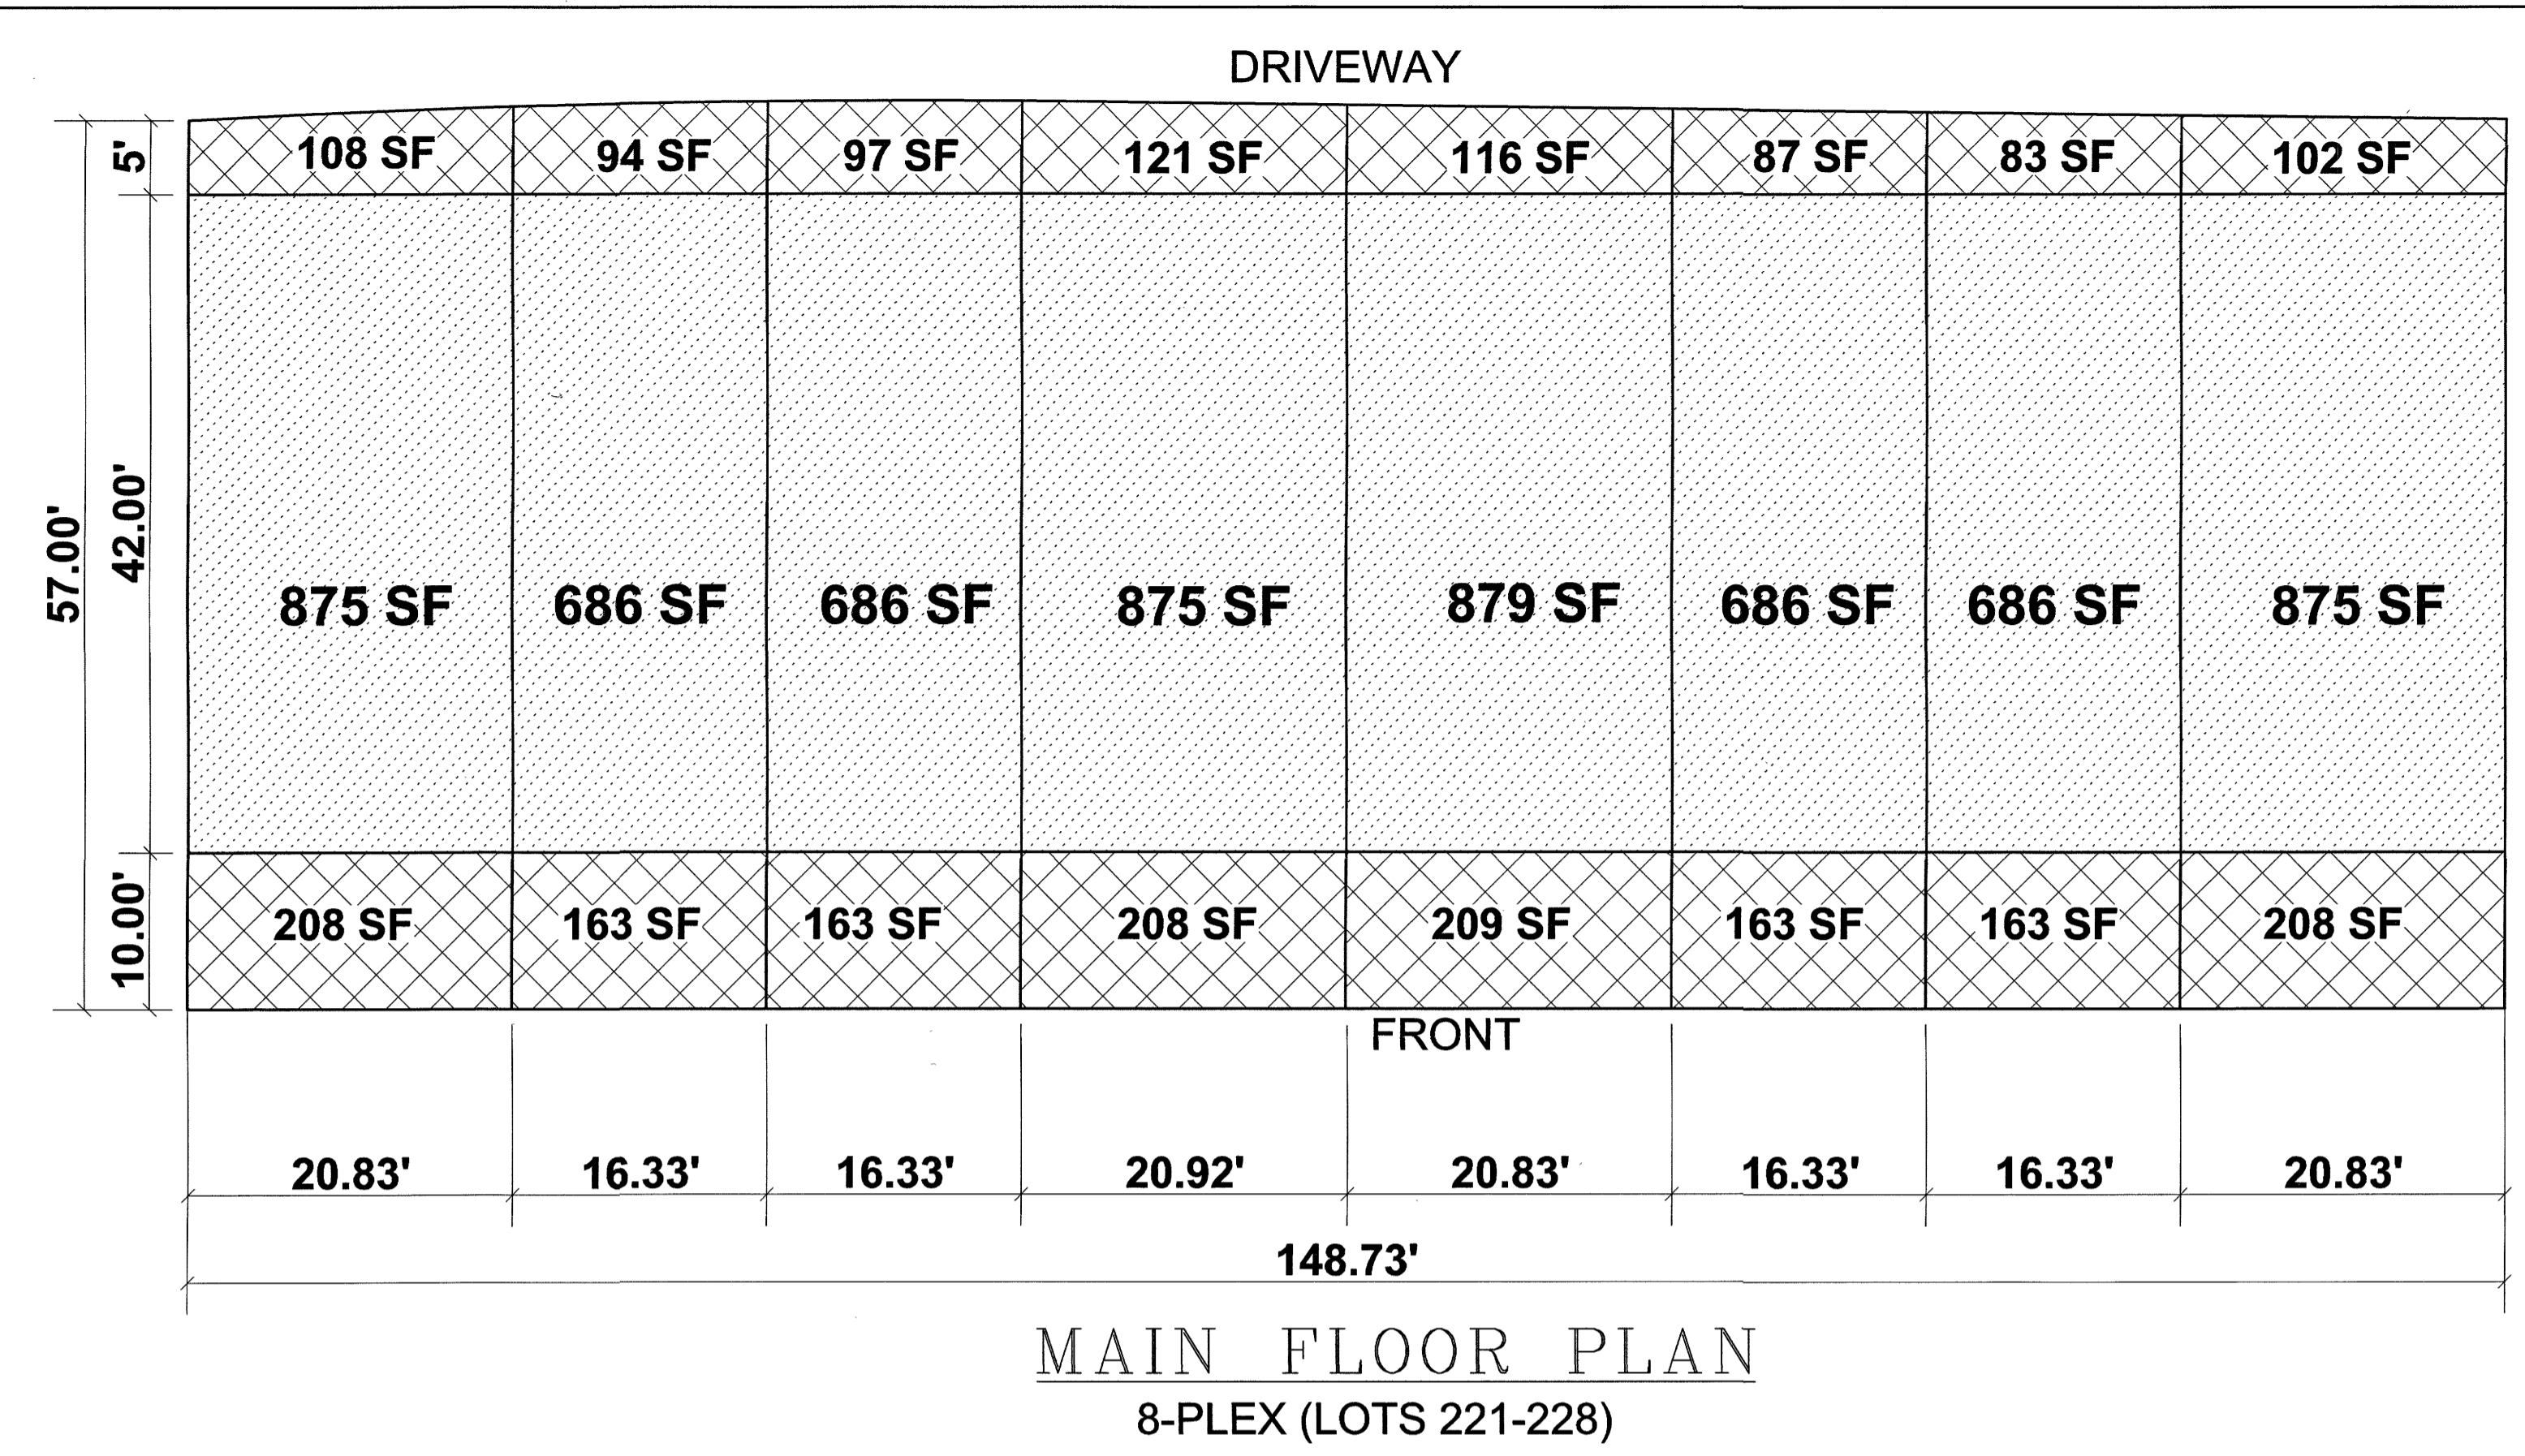 DRIVEWAY
5'
108 SF 94 SF 97 SF 121 SF 116 SF 87 SF 83 SF 102 SF
57.00'
42.00'
875 SF 686 SF 686 SF 875 SF 879 SF 686 SF 686 SF 875 SF
10.00'
208 SF 163 SF 163 SF 208 SF 209 SF 163 SF 163 SF 208 SF
FRONT
20.83' 16.33' 16.33' 20.92' 20.83' 16.33' 16.33' 20.83'
148.73'
MAIN FLOOR PLAN
8-PLEX (LOTS 221-228)